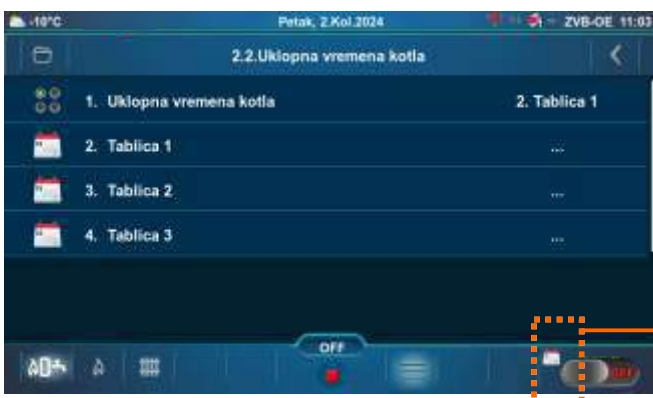 -10°C Petak, 2.Kol.2024 ZVB-OE 11:03
2.2.Uklopna vremena kotla
1. Uklopna vremena kotla 2. Tablica 1
2. Tablica 1 ...
3. Tablica 2 ...
4. Tablica 3 ...
OFF
OFF